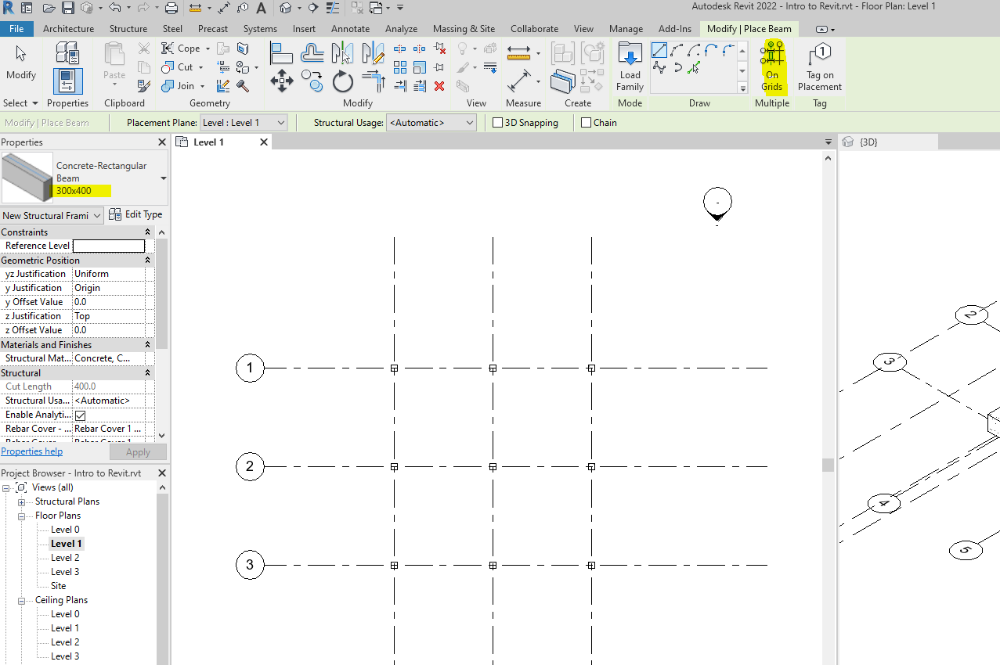 Autodesk Revit 2022 - Intro to Revit.rvt - Floor Plan: Level 1
File Architecture Structure Steel Precast Systems Insert Annotate Analyze Massing & Site Collaborate View Manage Add-Ins Modify | Place Beam
Modify
Select
Properties
Paste
Clipboard
Cope
Cut
Join
Geometry
Modify
View
Measure
Create
Load
Family
Mode
Draw
On
Grids
Multiple
1
Tag on
Placement
Tag
Modify | Place Beam Placement Plane: Level : Level 1 Structural Usage: <Automatic> 3D Snapping Chain
Properties
Concrete-Rectangular
Beam
300x400
New Structural Frami Edit Type
Constraints
Reference Level
Geometric Position
yz Justification Uniform
y Justification Origin
y Offset Value 0.0
z Justification Top
z Offset Value 0.0
Materials and Finishes
Structural Mat... Concrete, C...
Structural
Cut Length 400.0
Structural Usa... <Automatic>
Enable Analyti...
Rebar Cover - ... Rebar Cover 1 ...
Properties help Apply
Project Browser - Intro to Revit.rvt
Views (all)
Structural Plans
Floor Plans
Level 0
Level 1
Level 2
Level 3
Site
Ceiling Plans
Level 0
Level 1
Level 2
Level 3
Level 1
1
2
3
{3D}
2
3
4
5